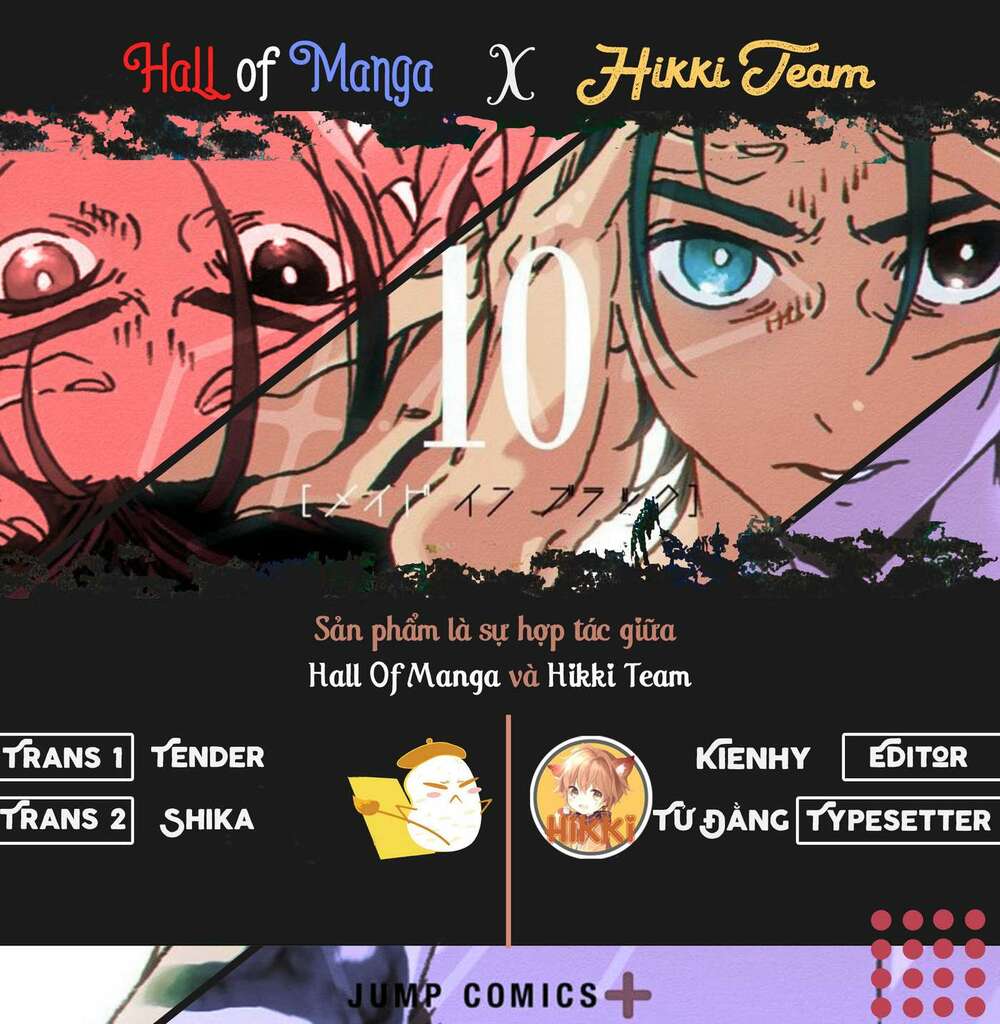 Hall of Manga X Hikki Team
10
[メイド イン ブラック]
Sản phẩm là sự hợp tác giữa
Hall Of Manga và Hikki Team
TRANS 1 TENDER
TRANS 2 SHIKA
KIENHY EDITOR
HIKKI
TỬ ĐẰNG TYPESETTER
JUMP COMICS+